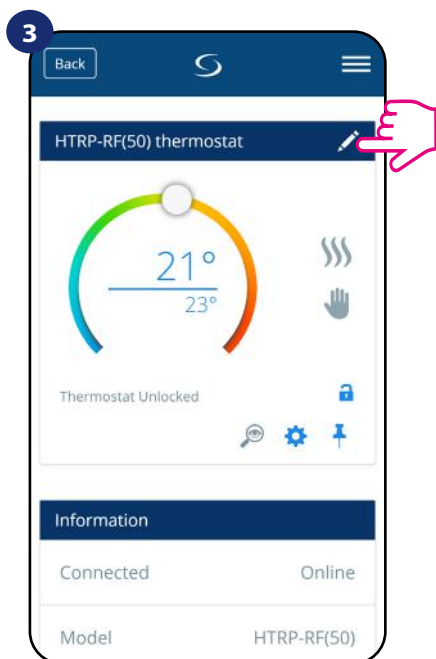 3
Back
HTRP-RF(50) thermostat
21°
23°
Thermostat Unlocked
Information
Connected Online
Model HTRP-RF(50)